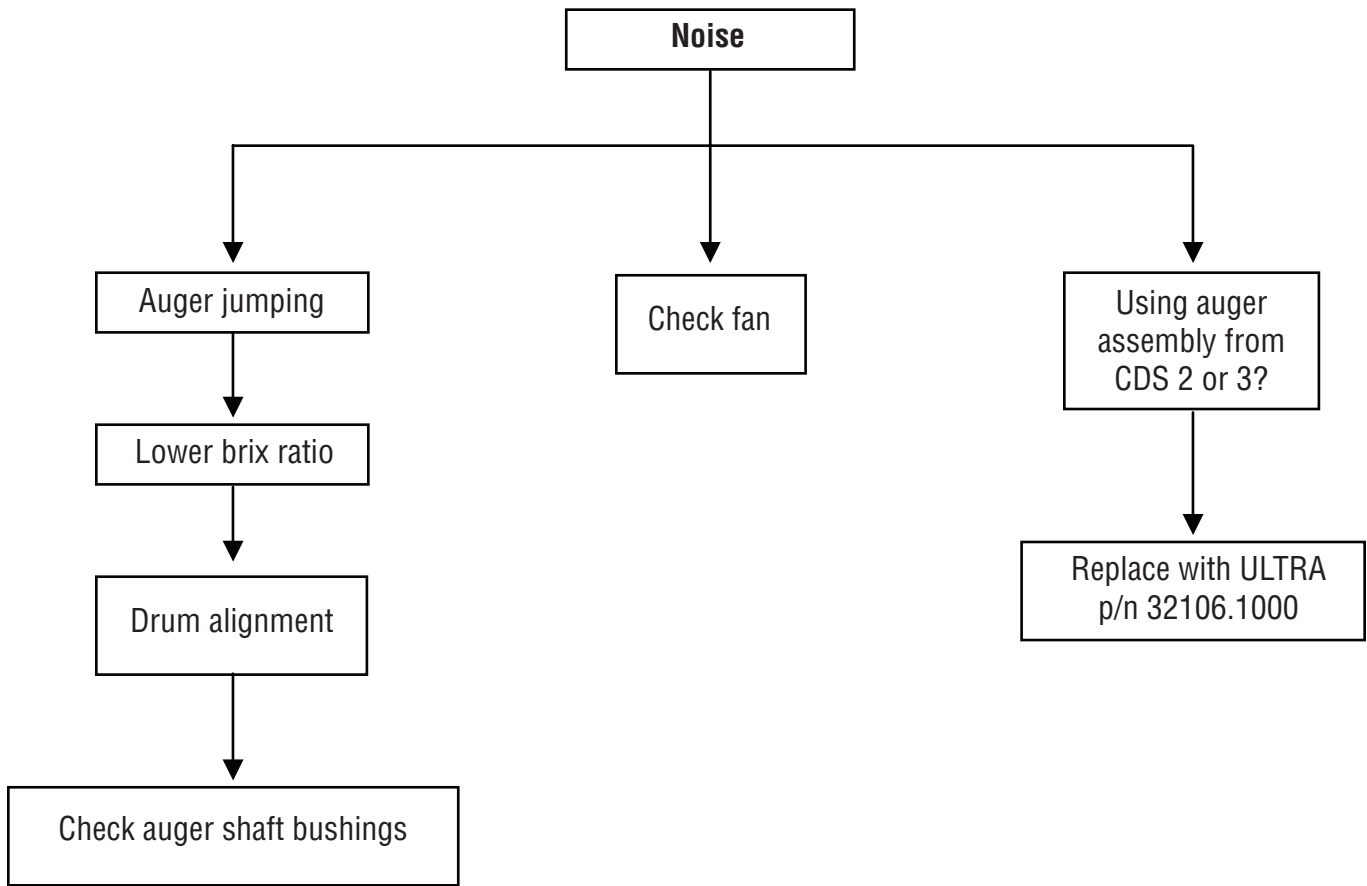 Noise
Auger jumping
Lower brix ratio
Drum alignment
Check auger shaft bushings
Check fan
Using auger
assembly from
CDS 2 or 3?
Replace with ULTRA
p/n 32106.1000